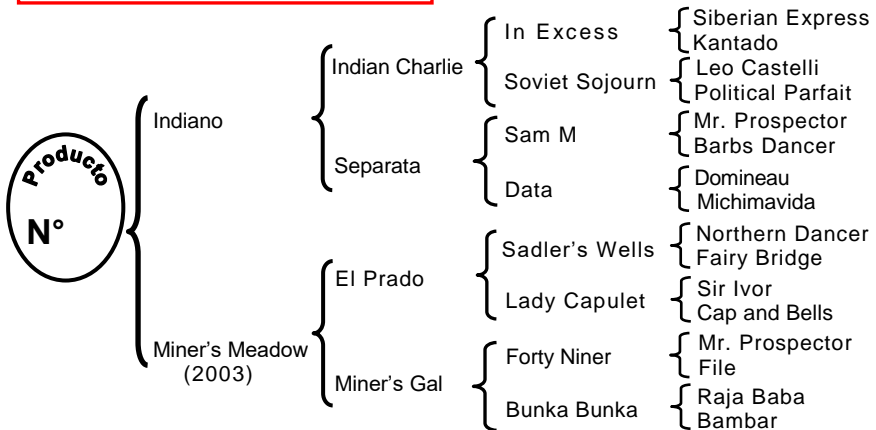 Producto
N°
Indiano
Miner's Meadow
(2003)
Indian Charlie
Separata
El Prado
Miner's Gal
In Excess
Soviet Sojourn
Sam M
Data
Sadler's Wells
Lady Capulet
Forty Niner
Bunka Bunka
Siberian Express
Kantado
Leo Castelli
Political Parfait
Mr. Prospector
Barbs Dancer
Domineau
Michimavida
Northern Dancer
Fairy Bridge
Sir Ivor
Cap and Bells
Mr. Prospector
File
Raja Baba
Bambar